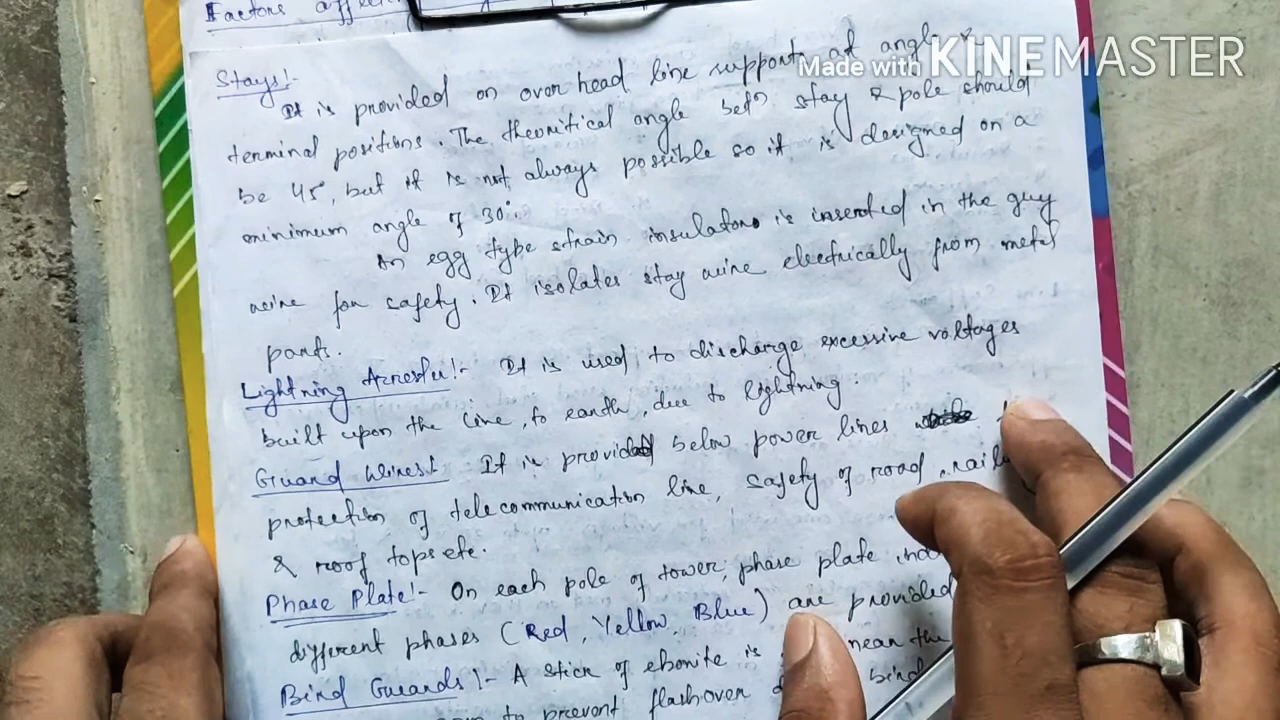 Factors affec
Made with KINEMASTER
Stays:-
It is provided on over head line supports at angle &
terminal positions. The theoritical angle betn stay & pole should
be 45°, but it is not always possible so it is designed on a
minimum angle of 30°.
An egg type strain insulators is inserted in the guy
wire for safety. It isolates stay wire electrically from metal
parts.
Lightning Arrester:- It is used to discharge excessive voltages
built upon the line, to earth, due to lightning.
Guard Wires:- It is provided below power lines
protection of telecommunication line, safety of road, rail
& roof tops etc.
Phase Plate:- On each pole of tower, phase plate ind
different phases (Red, Yellow, Blue) are provided
Bird Guards:- A stick of ebonite is near the
to prevent flashover bird